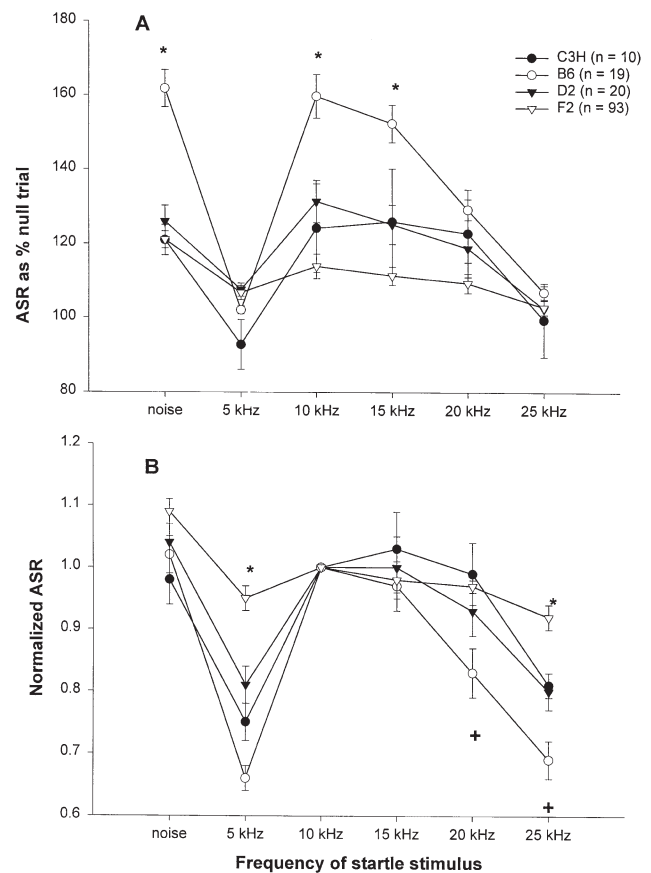 A
180
160
140
120
100
80
ASR as % null trial
* * *
C3H (n = 10)
B6 (n = 19)
D2 (n = 20)
F2 (n = 93)
noise 5 kHz 10 kHz 15 kHz 20 kHz 25 kHz
B
1.2
1.1
1.0
0.9
0.8
0.7
0.6
Normalized ASR
* *
+ +
noise 5 kHz 10 kHz 15 kHz 20 kHz 25 kHz
Frequency of startle stimulus